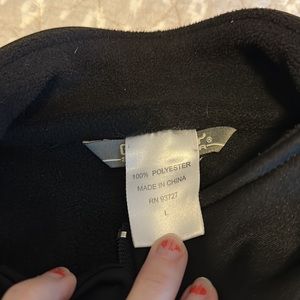 100% POLYESTER
MADE IN CHINA
RN 93727
L